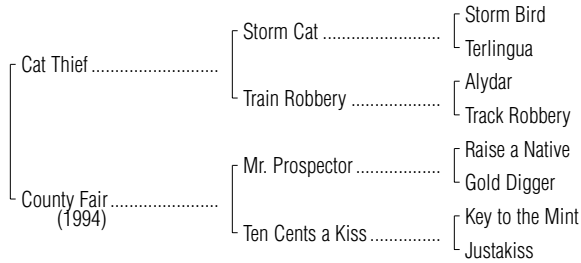 Storm Bird
Storm Cat ......................
Terlingua
Cat Thief ........................
Alydar
Train Robbery .................
Track Robbery
Raise a Native
Mr. Prospector ................
Gold Digger
County Fair ....................
(1994)
Key to the Mint
Ten Cents a Kiss .............
Justakiss